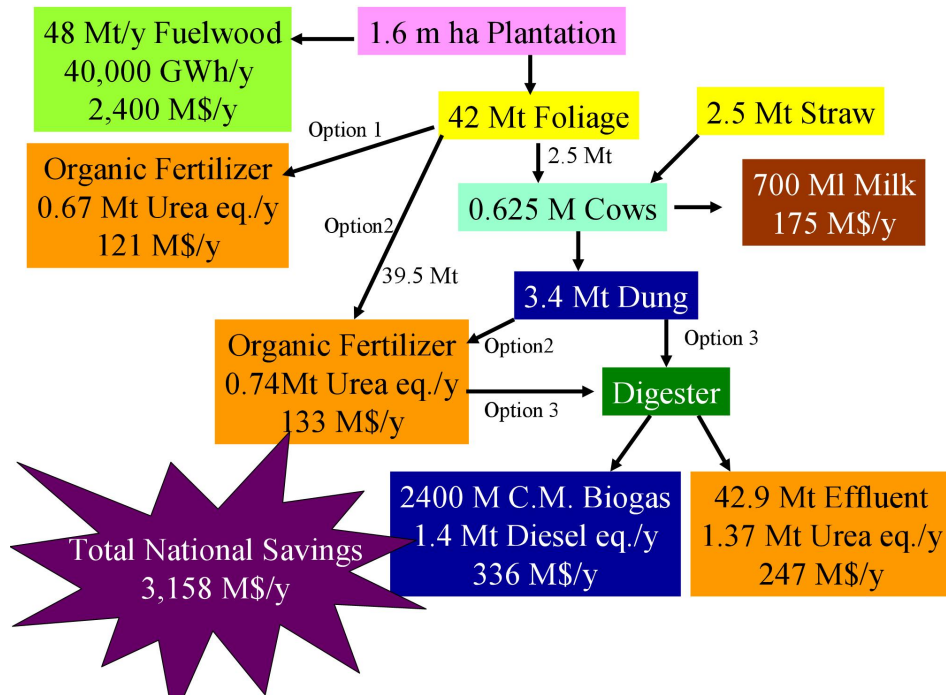 48 Mt/y Fuelwood
40,000 GWh/y
2,400 M$/y
1.6 m ha Plantation
42 Mt Foliage
2.5 Mt Straw
Option 1
2.5 Mt
Organic Fertilizer
0.67 Mt Urea eq./y
121 M$/y
0.625 M Cows
700 Ml Milk
175 M$/y
Option2
39.5 Mt
3.4 Mt Dung
Organic Fertilizer
0.74Mt Urea eq./y
133 M$/y
Option2
Option 3
Option 3
Digester
2400 M C.M. Biogas
1.4 Mt Diesel eq./y
336 M$/y
42.9 Mt Effluent
1.37 Mt Urea eq./y
247 M$/y
Total National Savings
3,158 M$/y